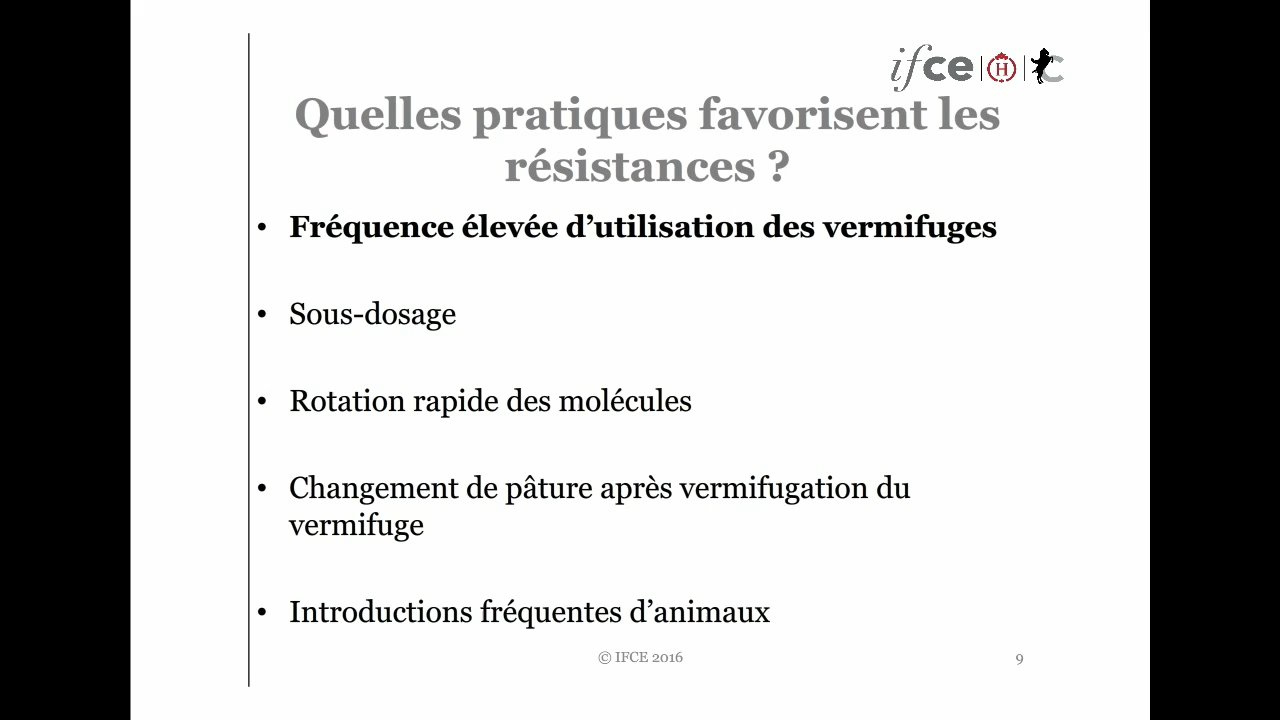 ifce H C
Quelles pratiques favorisent les
résistances ?
• Fréquence élevée d’utilisation des vermifuges
• Sous-dosage
• Rotation rapide des molécules
• Changement de pâture après vermifugation du
vermifuge
• Introductions fréquentes d’animaux
© IFCE 2016
9